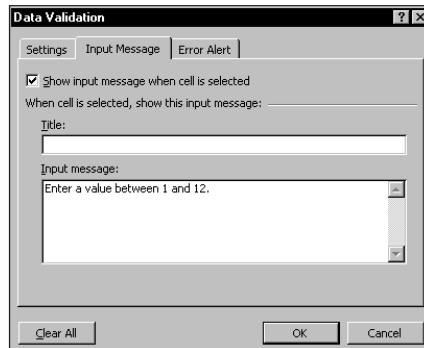 Data Validation
Settings Input Message Error Alert
Show input message when cell is selected
When cell is selected, show this input message:
Title:
Input message:
Enter a value between 1 and 12.
Clear All OK Cancel